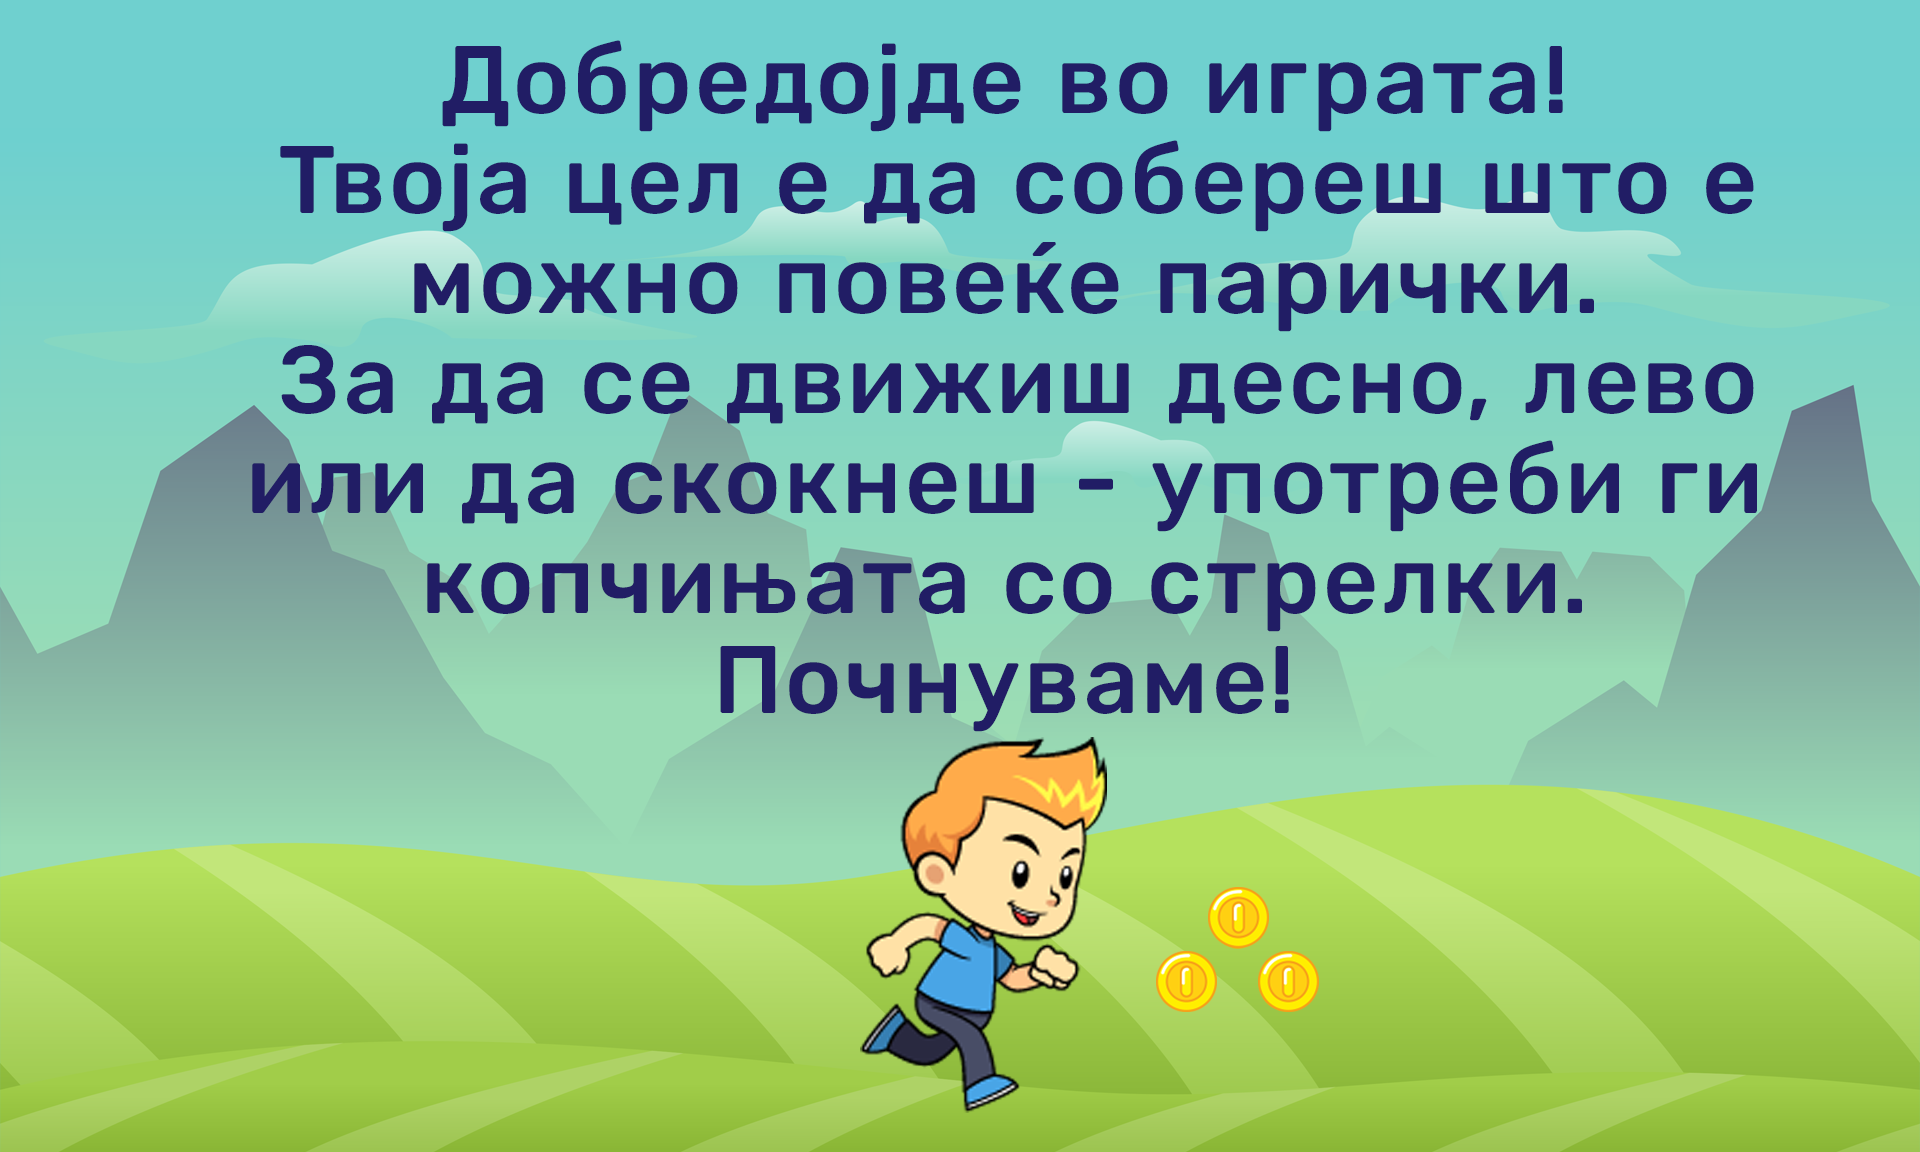 Добредојде во играта!
Твоја цел е да собереш што е
можно повеќе парички.
За да се движиш десно, лево
или да скокнеш - употреби ги
копчињата со стрелки.
Почнуваме!